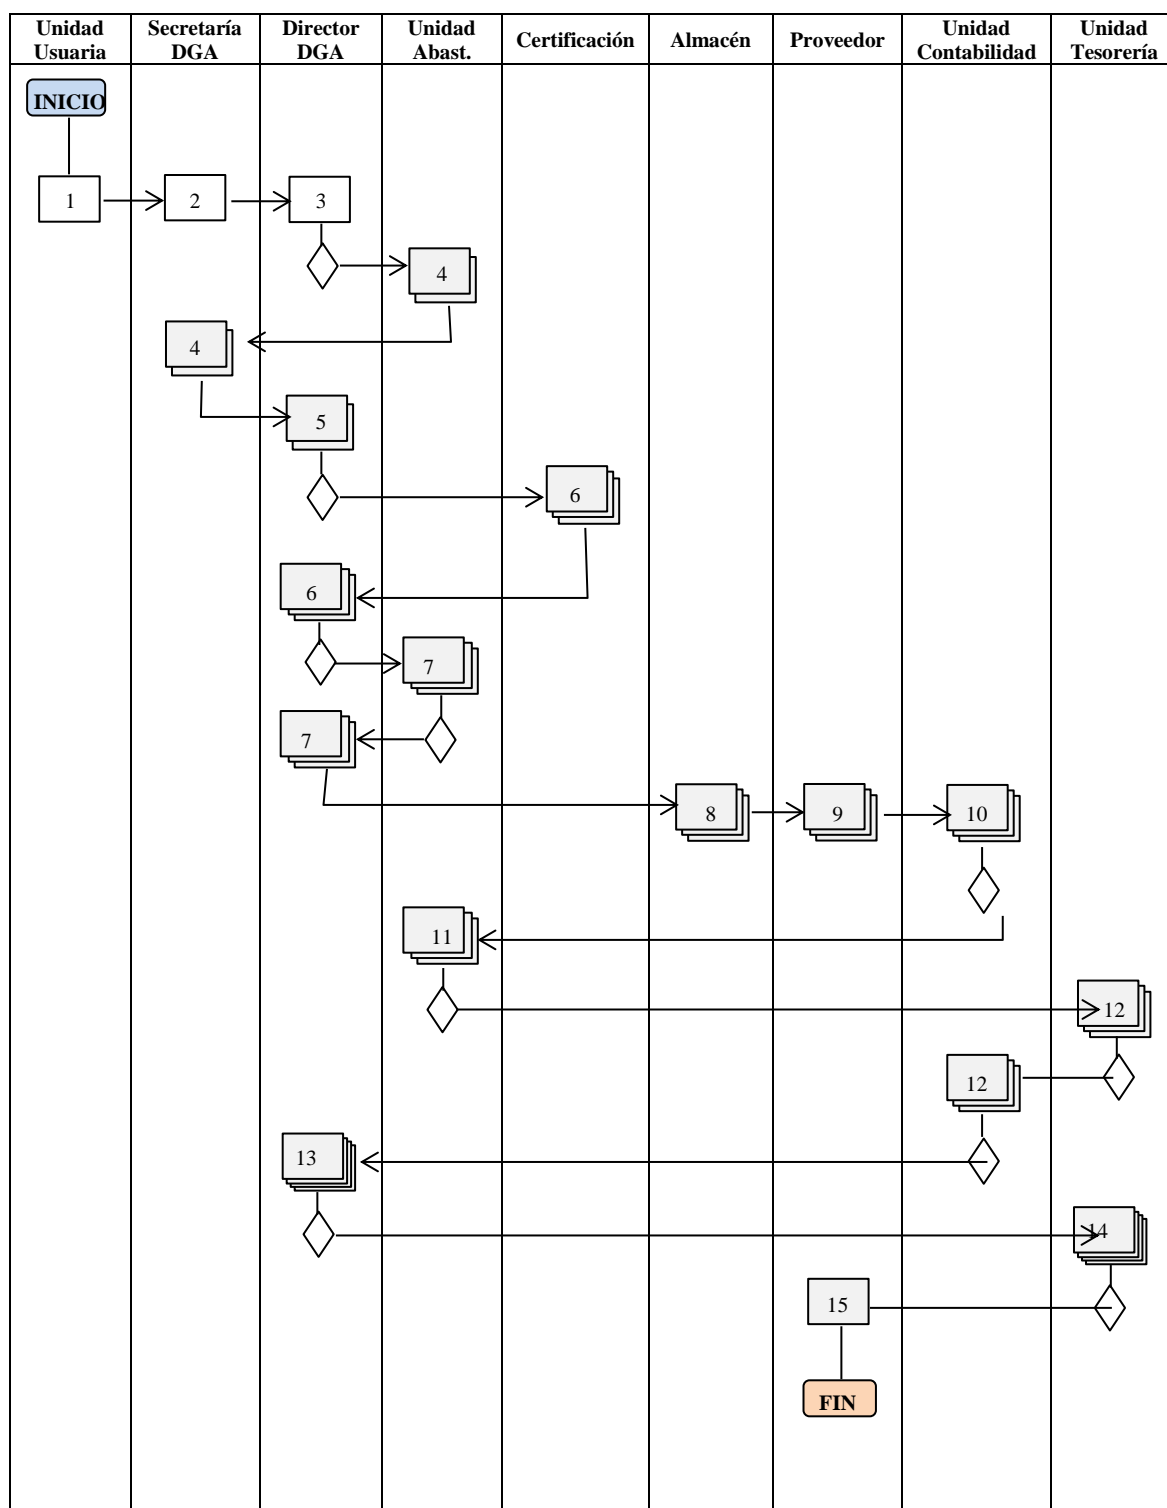 Unidad Usuaria
Secretaría DGA
Director DGA
Unidad Abast.
Certificación
Almacén
Proveedor
Unidad Contabilidad
Unidad Tesorería
INICIO
1
2
3
4
4
5
6
6
7
7
8
9
10
11
12
12
13
14
15
FIN